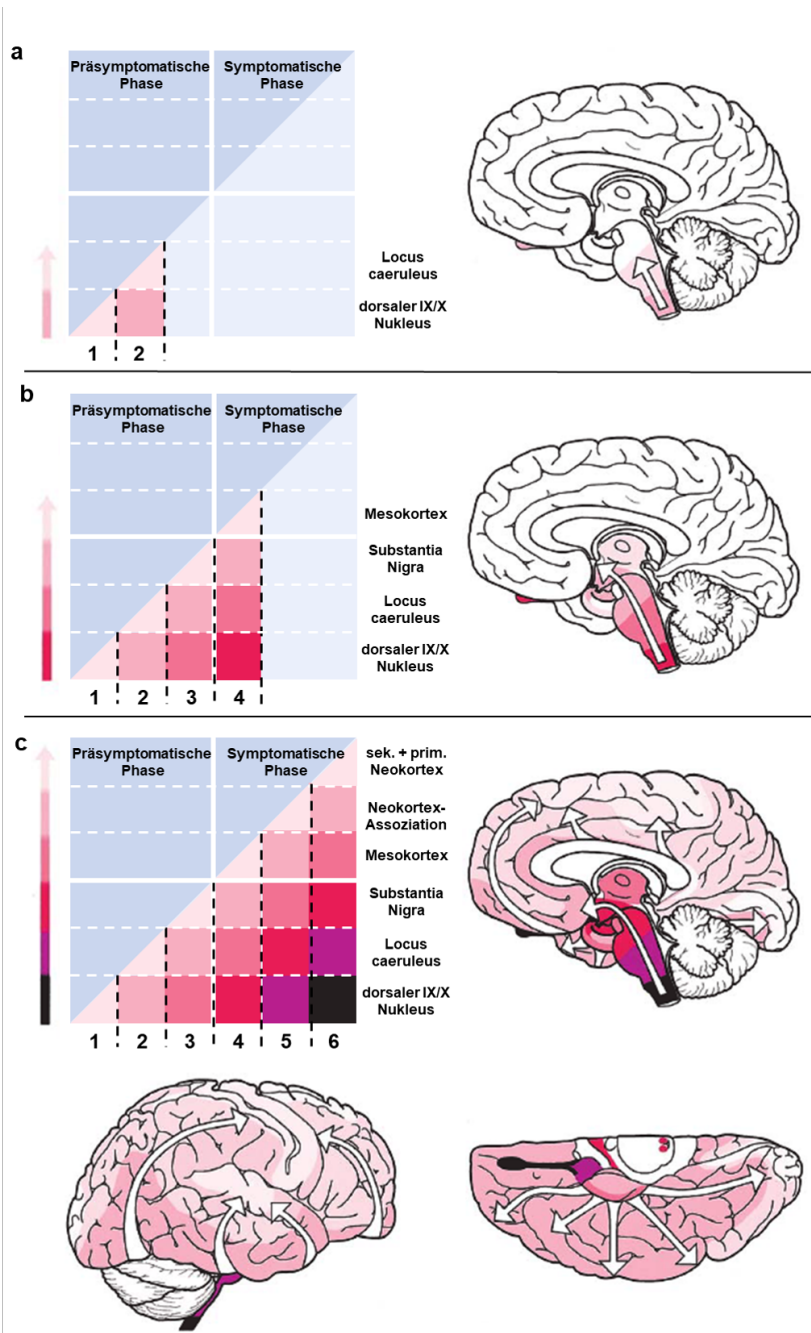 a
Präsymptomatische
Phase
Symptomatische
Phase
Locus
caeruleus
dorsaler IX/X
Nukleus
1 2
b
Präsymptomatische
Phase
Symptomatische
Phase
Mesokortex
Substantia
Nigra
Locus
caeruleus
dorsaler IX/X
Nukleus
1 2 3 4
c
Präsymptomatische
Phase
Symptomatische
Phase
sek. + prim.
Neokortex
Neokortex-
Assoziation
Mesokortex
Substantia
Nigra
Locus
caeruleus
dorsaler IX/X
Nukleus
1 2 3 4 5 6